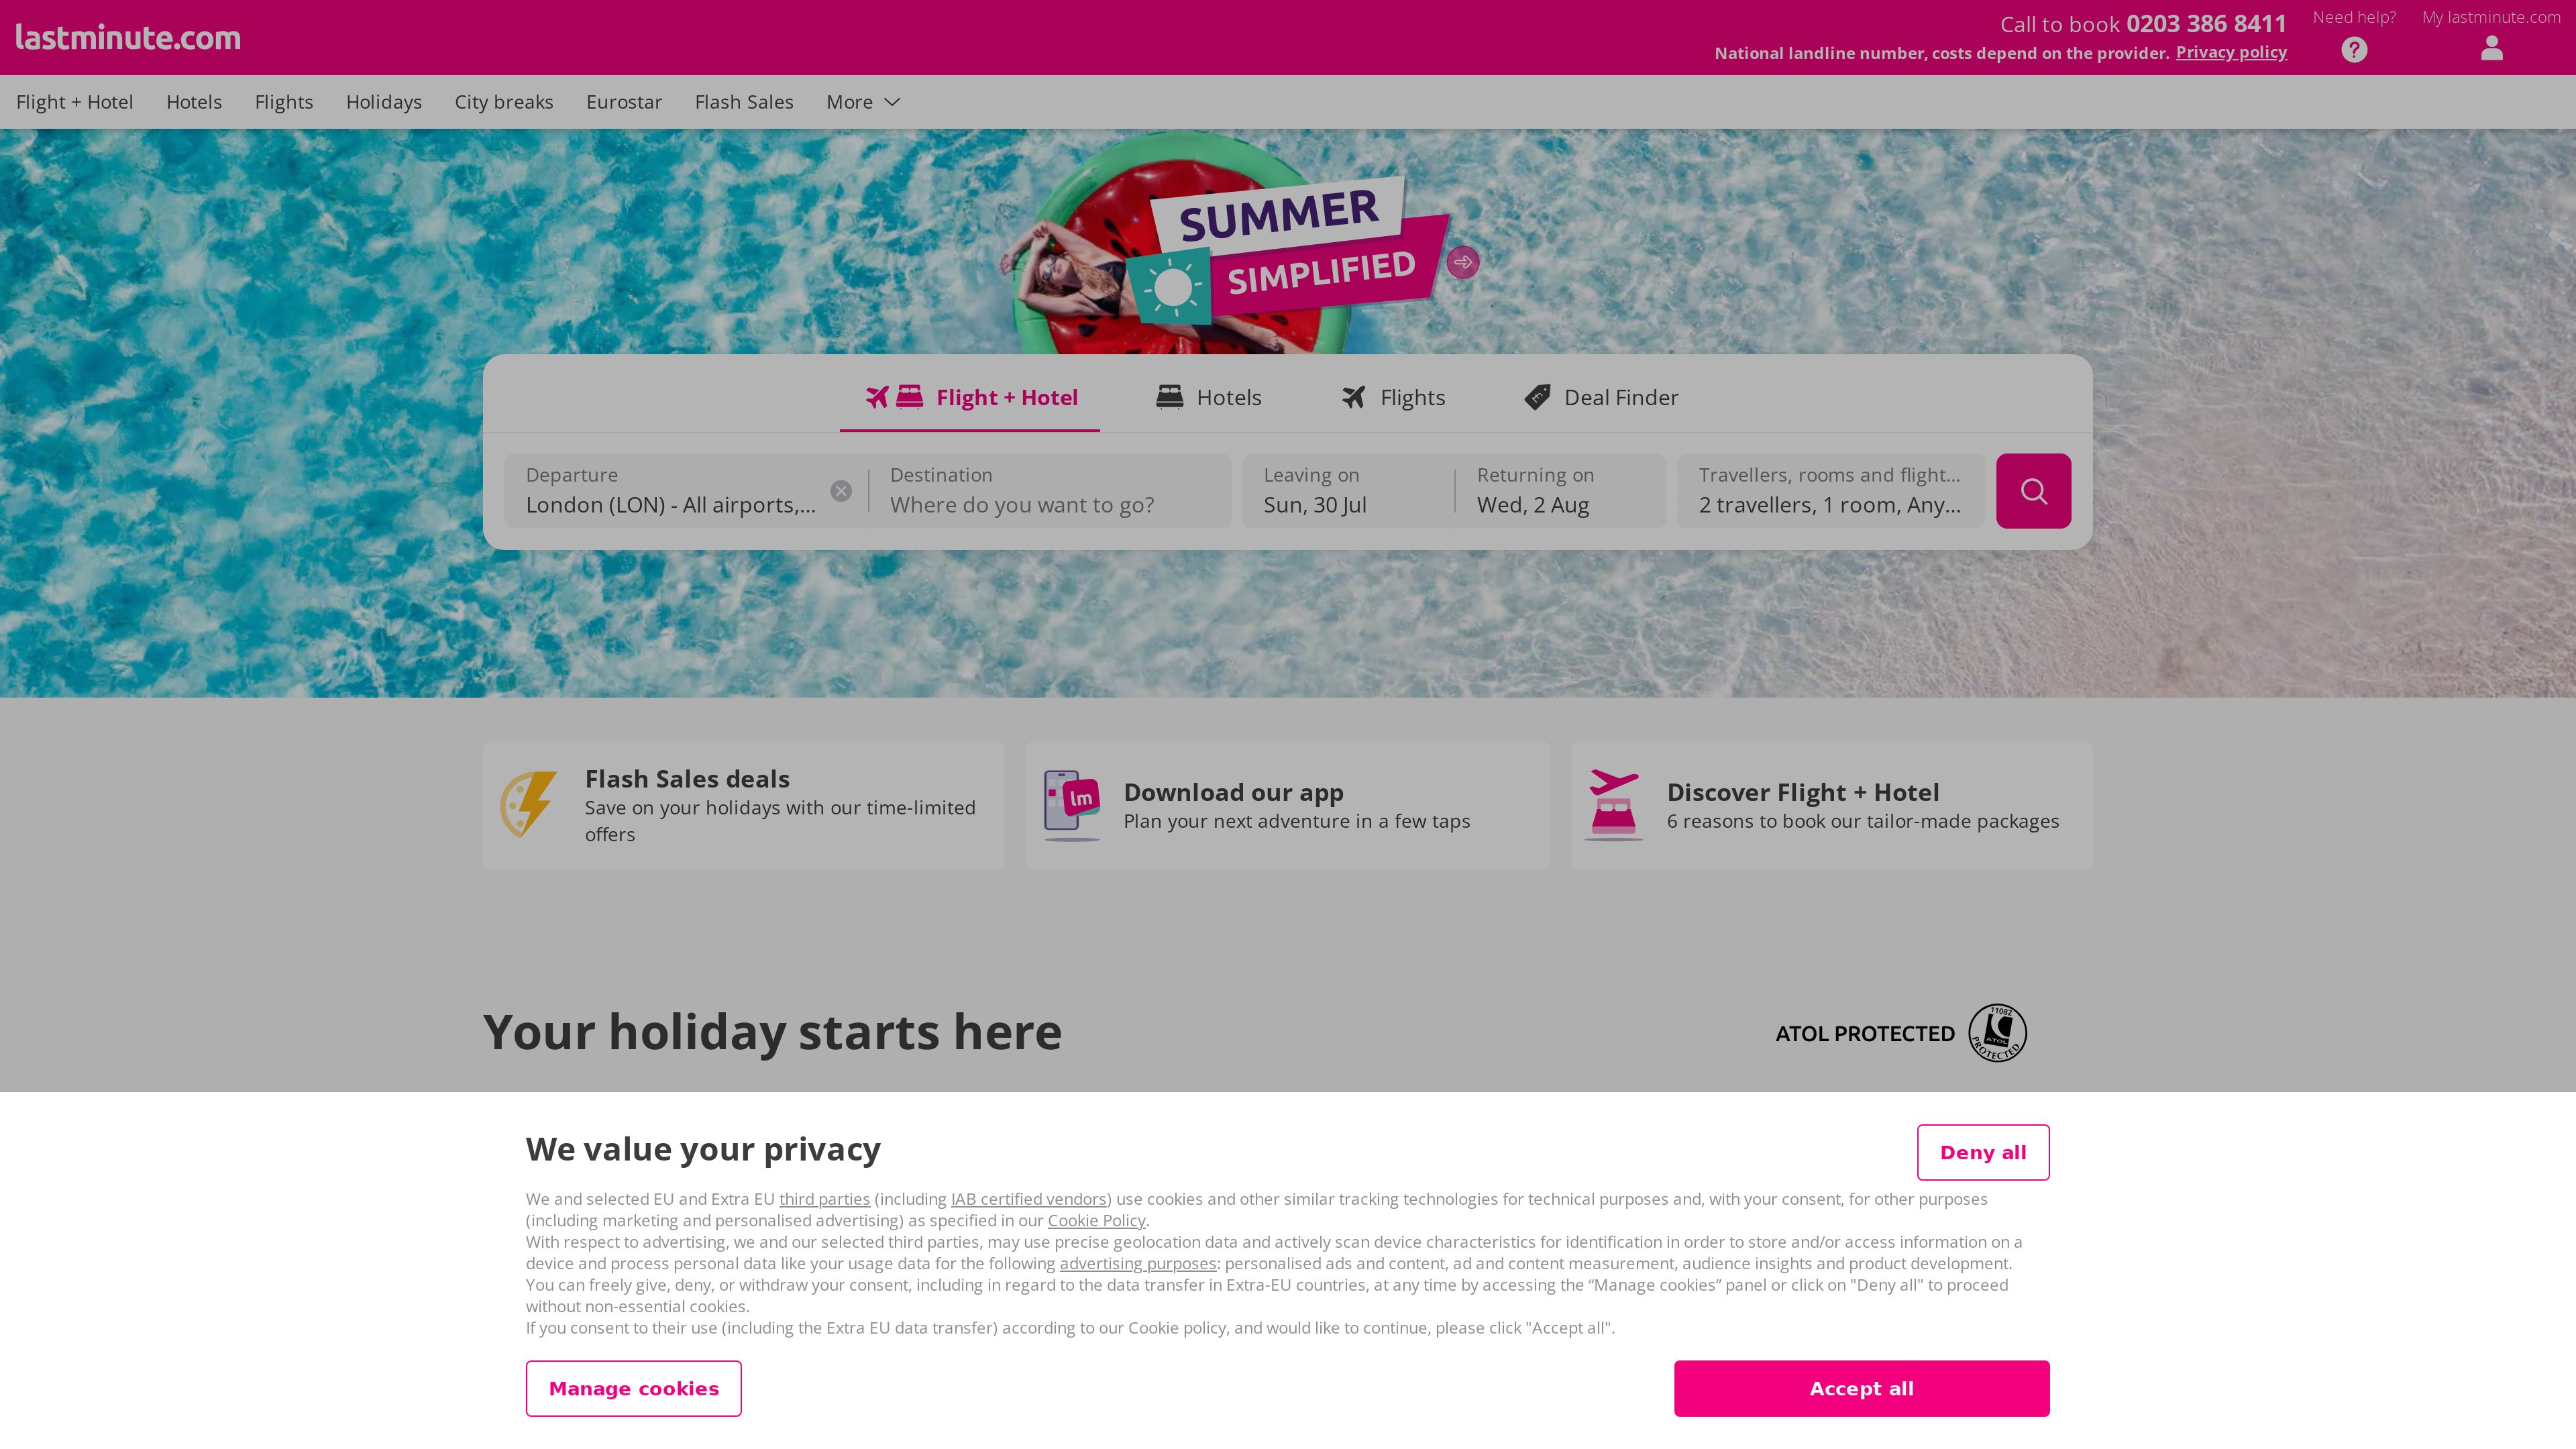 lastminute.com
Call to book 0203 386 8411
National landline number, costs depend on the provider. Privacy policy
Need help?
My lastminute.com
Flight + Hotel
Hotels
Flights
Holidays
City breaks
Eurostar
Flash Sales
More
SUMMER
SIMPLIFIED
Flight + Hotel
Hotels
Flights
Deal Finder
Departure
London (LON) - All airports,...
Destination
Where do you want to go?
Leaving on
Sun, 30 Jul
Returning on
Wed, 2 Aug
Travellers, rooms and flight...
2 travellers, 1 room, Any...
Flash Sales deals
Save on your holidays with our time-limited
offers
lm
Download our app
Plan your next adventure in a few taps
Discover Flight + Hotel
6 reasons to book our tailor-made packages
Your holiday starts here
ATOL PROTECTED
11082
ATOL
PROTECTED
We value your privacy
Deny all
We and selected EU and Extra EU third parties (including IAB certified vendors) use cookies and other similar tracking technologies for technical purposes and, with your consent, for other purposes
(including marketing and personalised advertising) as specified in our Cookie Policy.
With respect to advertising, we and our selected third parties, may use precise geolocation data and actively scan device characteristics for identification in order to store and/or access information on a
device and process personal data like your usage data for the following advertising purposes: personalised ads and content, ad and content measurement, audience insights and product development.
You can freely give, deny, or withdraw your consent, including in regard to the data transfer in Extra-EU countries, at any time by accessing the “Manage cookies” panel or click on "Deny all" to proceed
without non-essential cookies.
If you consent to their use (including the Extra EU data transfer) according to our Cookie policy, and would like to continue, please click "Accept all".
Manage cookies
Accept all